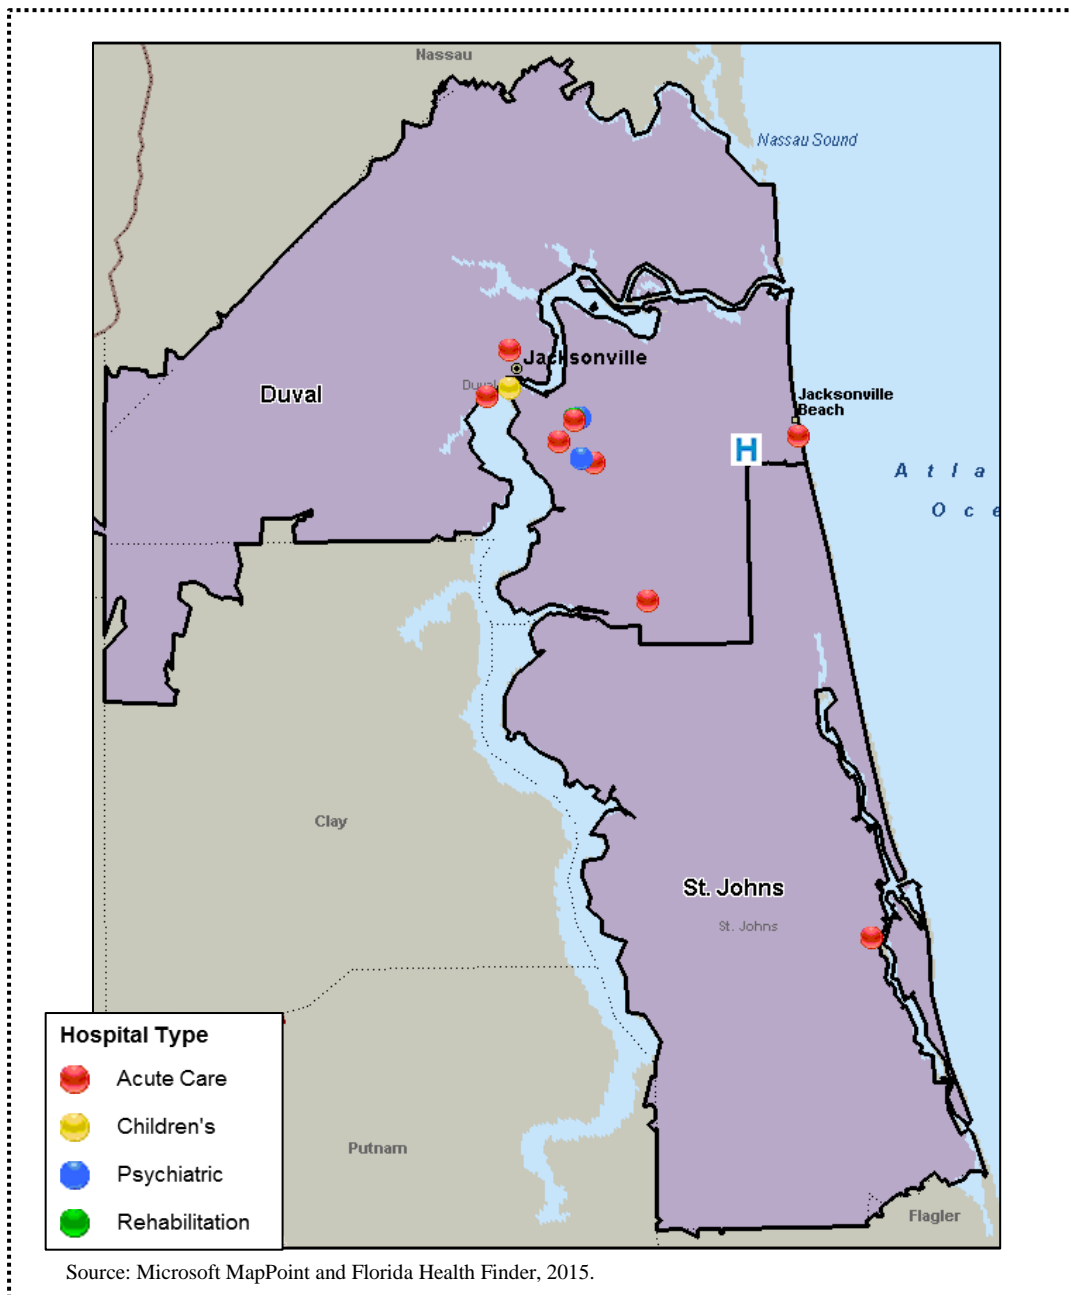 Nassau
Nassau Sound
Jacksonville
Duval
Duval
Jacksonville
Beach
H
A t l a
O c e
Clay
St. Johns
St. Johns
Hospital Type
Acute Care
Children's
Psychiatric
Rehabilitation
Putnam
Flagler
Source: Microsoft MapPoint and Florida Health Finder, 2015.